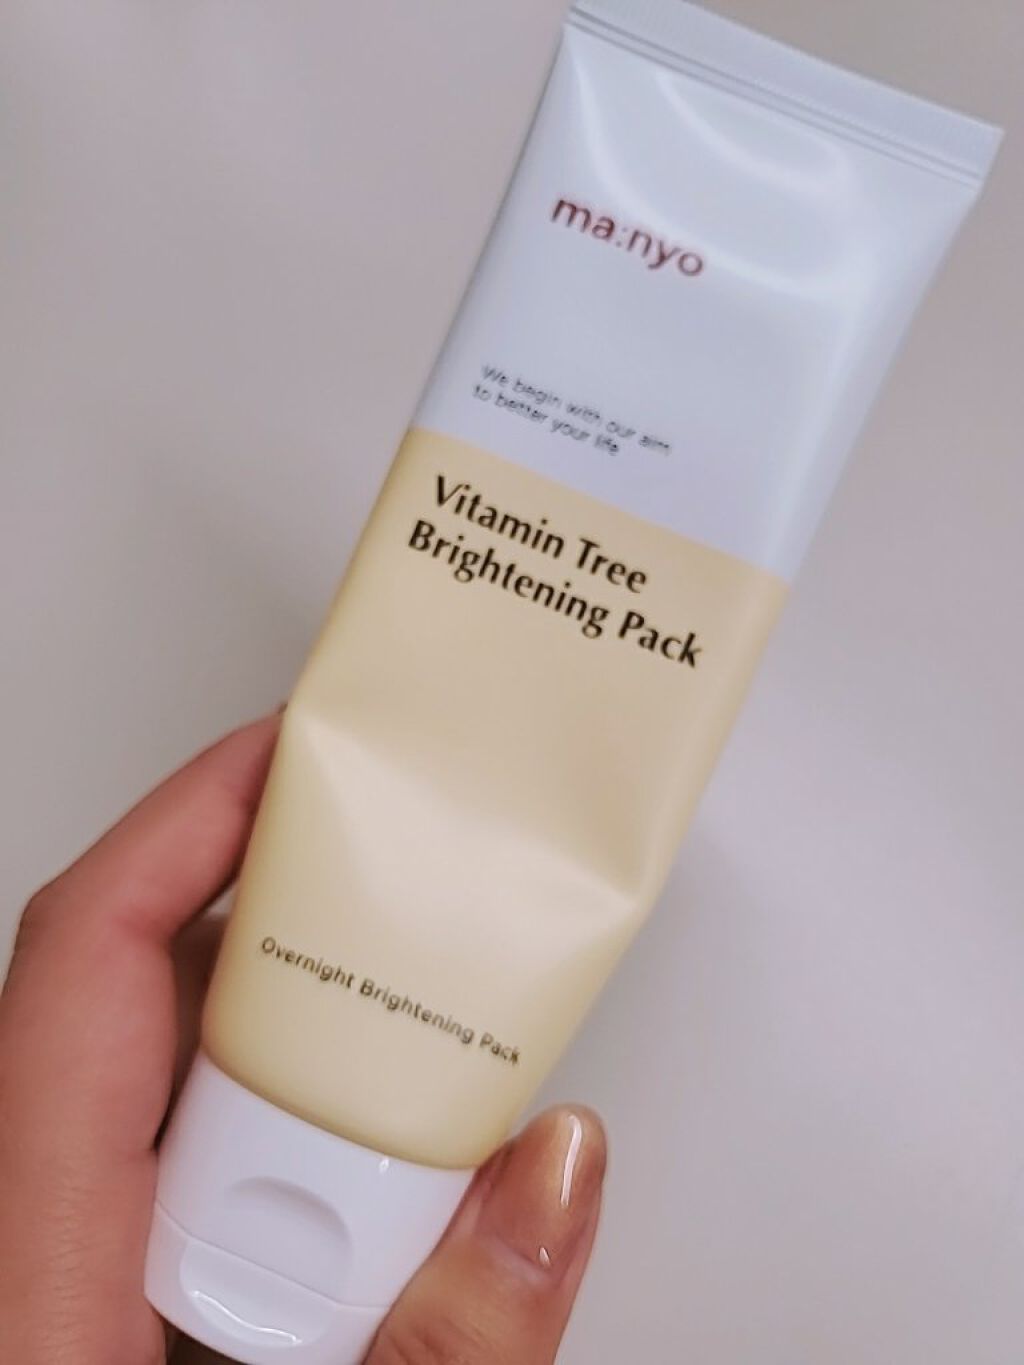 ma:nyo
We begin with our aim
to better your life
Vitamin Tree
Brightening Pack
Overnight Brightening Pack